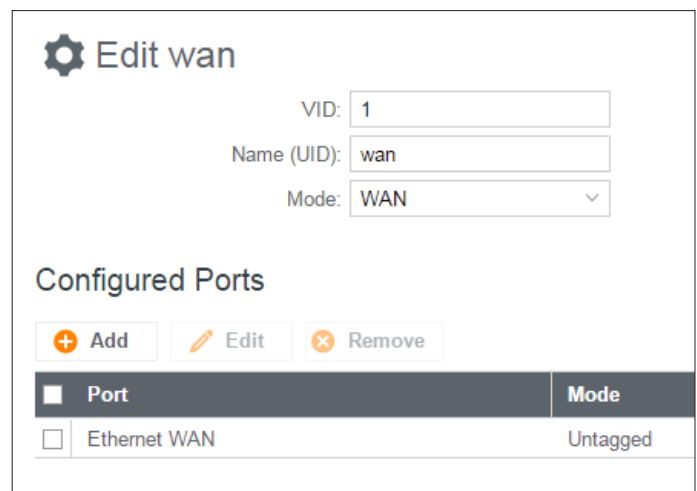 Edit wan
VID: 1
Name (UID): wan
Mode: WAN
Configured Ports
Add Edit Remove
Port Mode
Ethernet WAN Untagged